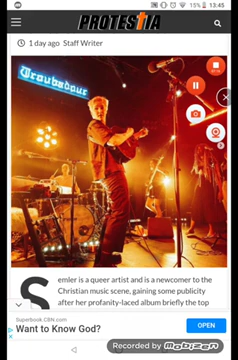 15% 13:45
PROTESTIA
1 day ago Staff Writer
Troubadour
Semler is a queer artist and is a newcomer to the
Christian music scene, gaining some publicity
after her profanity-laced album briefly the top
Superbook.CBN.com
Want to Know God?
OPEN
Recorded by mobizen